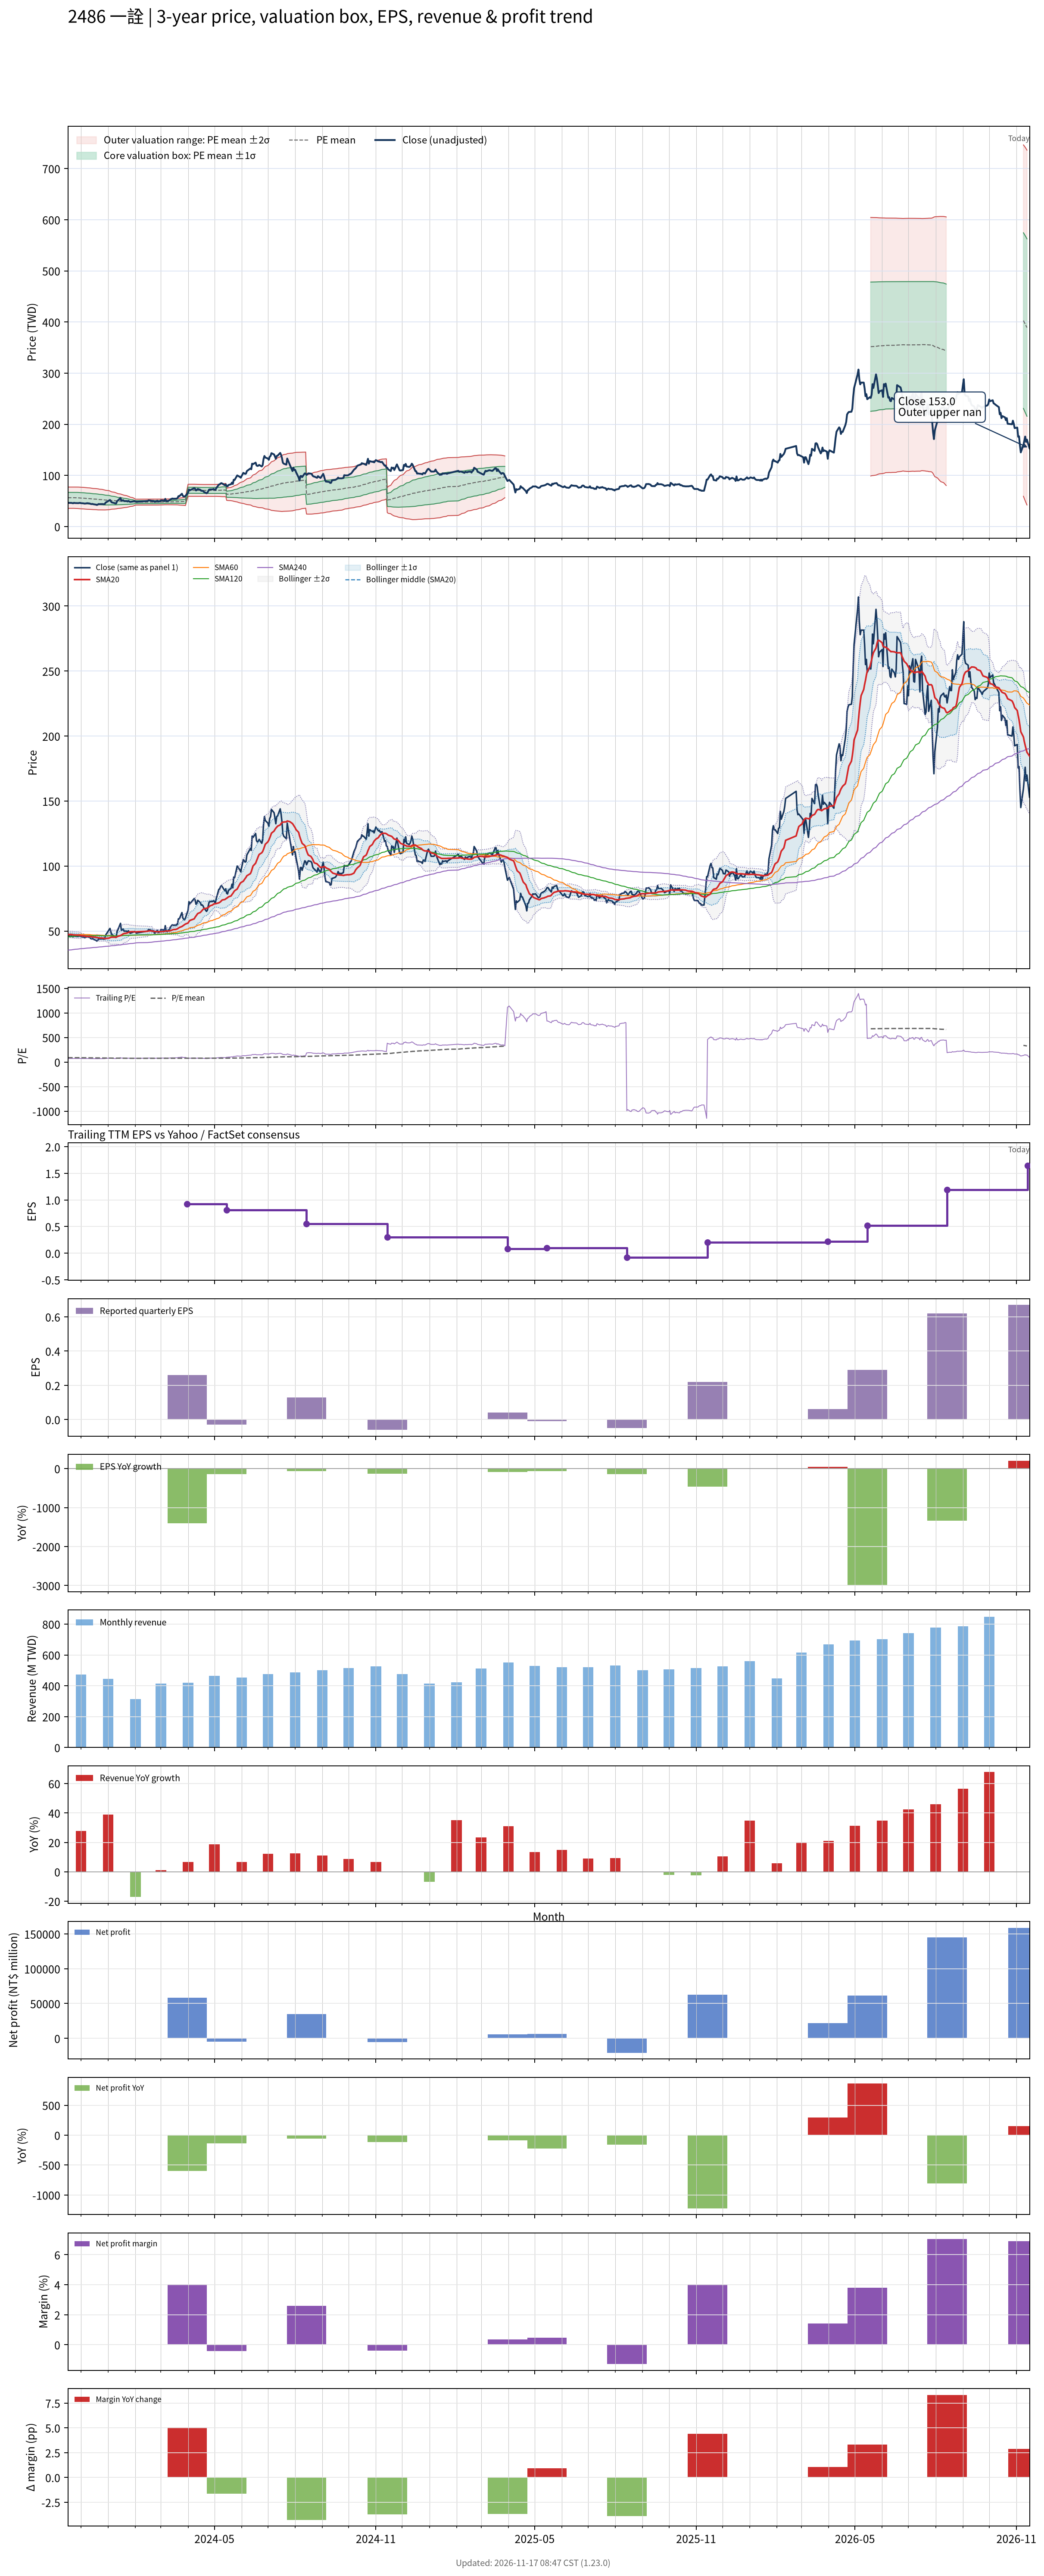 2486 一詮 | 3-year price, valuation box, EPS, revenue & profit trend
Outer valuation range: PE mean ±2σ
Core valuation box: PE mean ±1σ
PE mean
Close (unadjusted)
Today
700
600
500
400
300
200
100
0
Price (TWD)
Close 153.0
Outer upper nan
Close (same as panel 1)
SMA20
SMA60
SMA120
SMA240
Bollinger ±2σ
Bollinger ±1σ
Bollinger middle (SMA20)
300
250
200
150
100
50
Price
Trailing P/E
P/E mean
1500
1000
500
0
-500
-1000
P/E
Trailing TTM EPS vs Yahoo / FactSet consensus
Today
2.0
1.5
1.0
0.5
0.0
-0.5
EPS
Reported quarterly EPS
0.6
0.4
0.2
0.0
EPS
EPS YoY growth
0
-1000
-2000
-3000
YoY (%)
Monthly revenue
800
600
400
200
0
Revenue (M TWD)
Revenue YoY growth
60
40
20
0
-20
YoY (%)
Month
Net profit
150000
100000
50000
0
Net profit (NT$ million)
Net profit YoY
500
0
-500
-1000
YoY (%)
Net profit margin
6
4
2
0
Margin (%)
Margin YoY change
7.5
5.0
2.5
0.0
-2.5
Δ margin (pp)
2024-05
2024-11
2025-05
2025-11
2026-05
2026-11
Updated: 2026-11-17 08:47 CST (1.23.0)